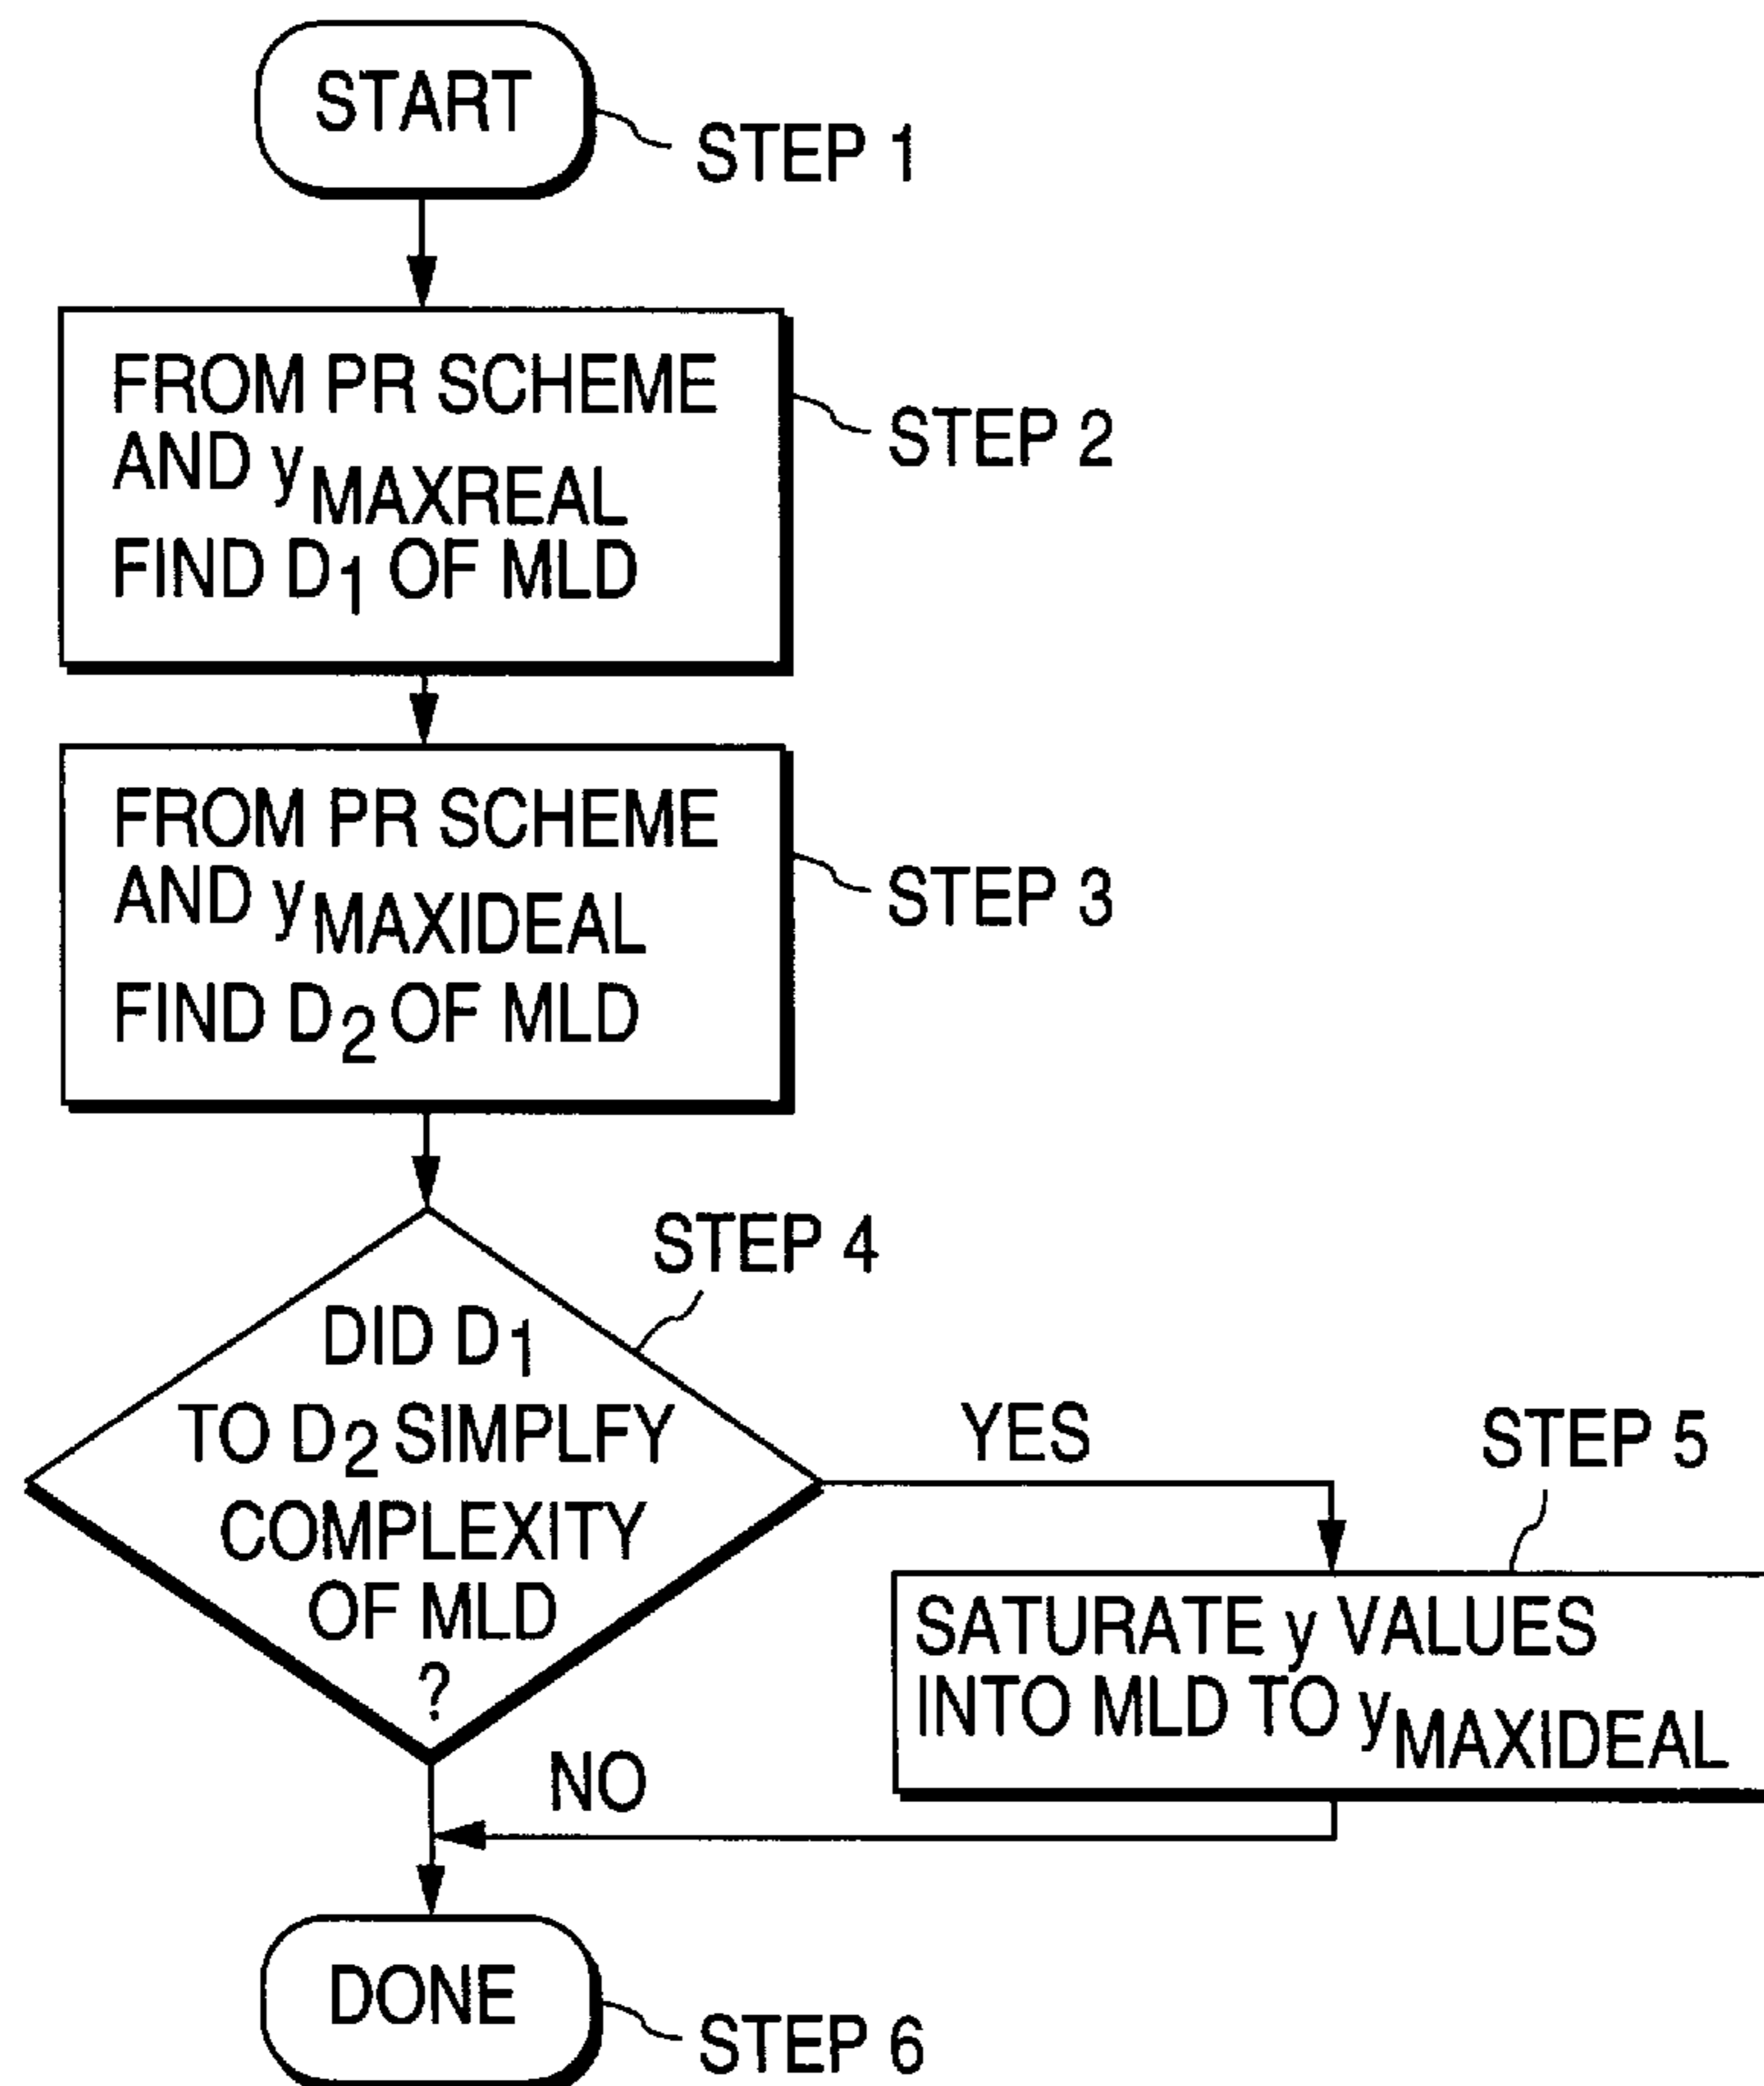 START
STEP 1
FROM PR SCHEME
AND yMAXREAL
FIND D1 OF MLD
STEP 2
FROM PR SCHEME
AND yMAXIDEAL
FIND D2 OF MLD
STEP 3
STEP 4
DID D1
TO D2 SIMPLFY
COMPLEXITY
OF MLD
?
YES
STEP 5
SATURATE y VALUES
INTO MLD TO yMAXIDEAL
NO
DONE
STEP 6